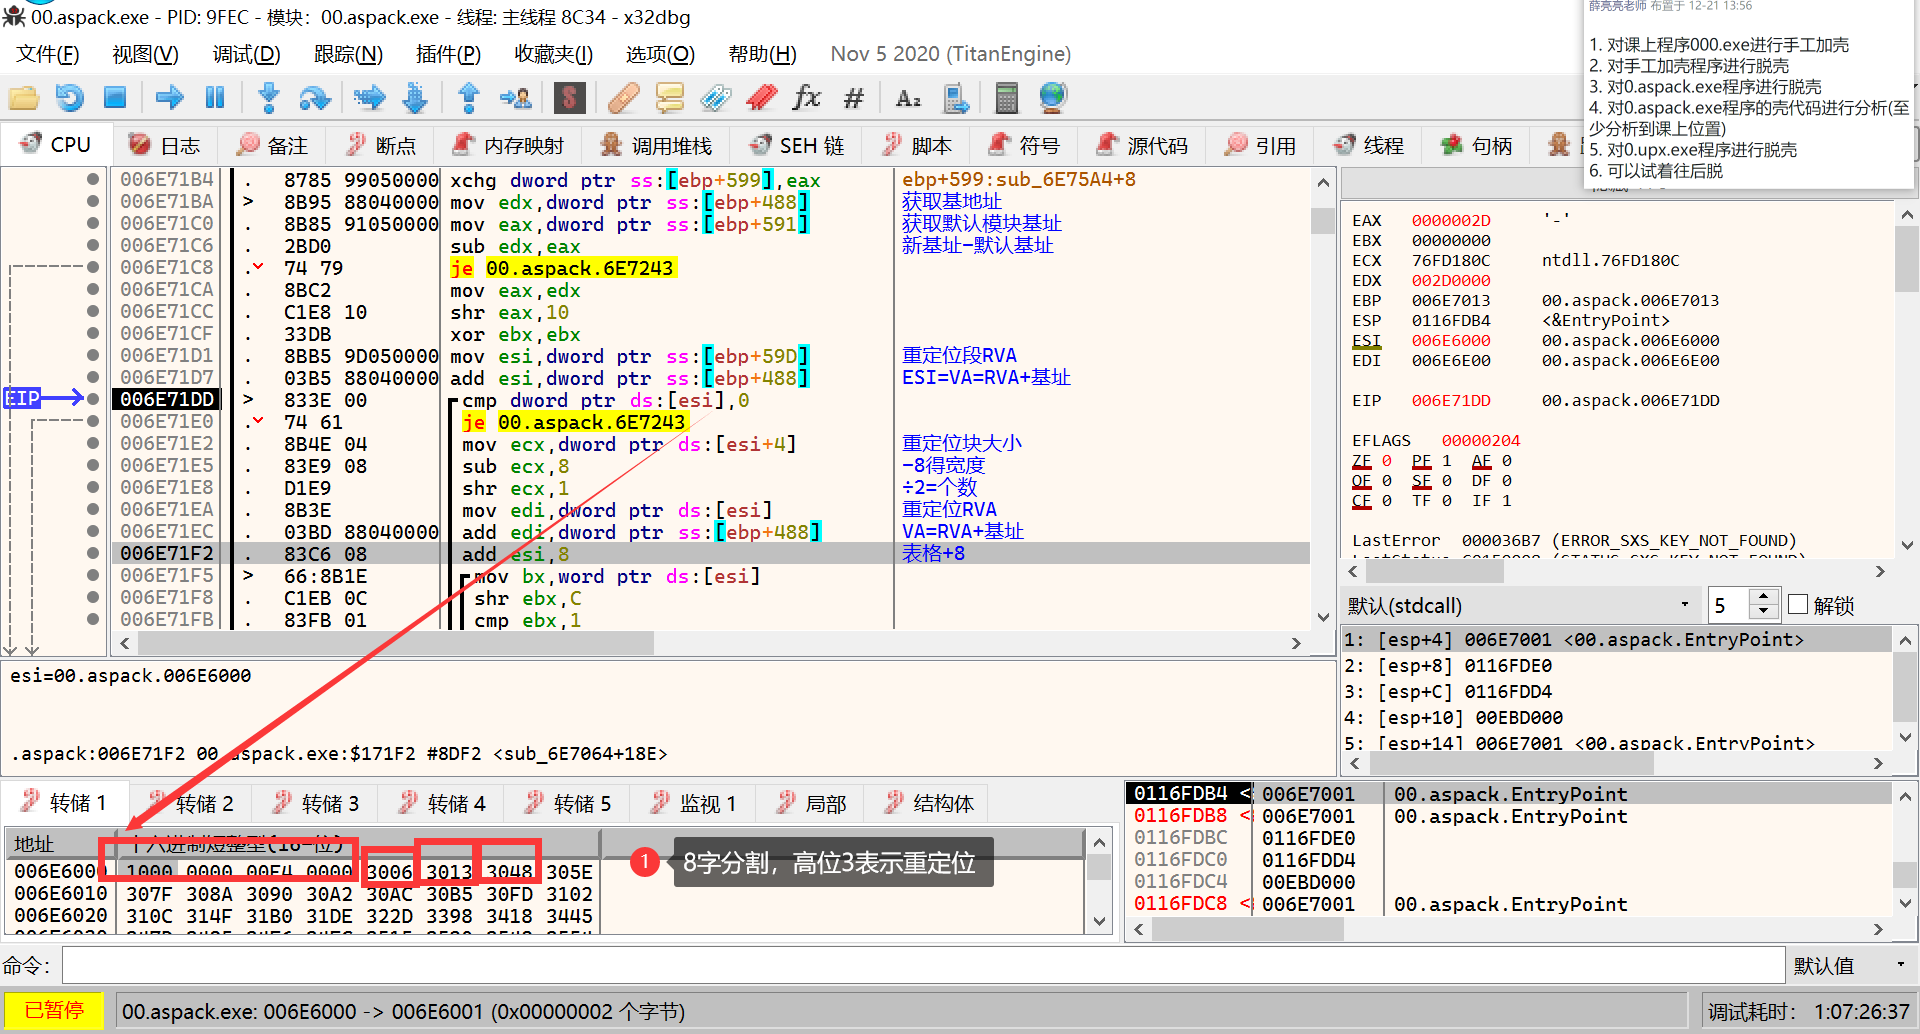 00.aspack.exe - PID: 9FEC - 模块: 00.aspack.exe - 线程: 主线程 8C34 - x32dbg
文件(F) 视图(V) 调试(D) 跟踪(N) 插件(P) 收藏夹(I) 选项(O) 帮助(H) Nov 5 2020 (TitanEngine)
薛亮亮老师 布置于 12-21 13:56
1. 对课上程序000.exe进行手工加壳
2. 对手工加壳程序进行脱壳
3. 对0.aspack.exe程序进行脱壳
4. 对0.aspack.exe程序的壳代码进行分析(至
少分析到课上位置)
5. 对0.upx.exe程序进行脱壳
6. 可以试着往后脱
CPU 日志 备注 断点 内存映射 调用堆栈 SEH 链 脚本 符号 源代码 引用 线程 句柄
006E71B4 . 8785 99050000 xchg dword ptr ss:[ebp+599],eax ebp+599:sub_6E75A4+8
006E71BA > 8B95 88040000 mov edx,dword ptr ss:[ebp+488] 获取基地址
006E71C0 . 8B85 91050000 mov eax,dword ptr ss:[ebp+591] 获取默认模块基址
006E71C6 . 2BD0 sub edx,eax 新基址-默认基址
006E71C8 . 74 79 je 00.aspack.6E7243
006E71CA . 8BC2 mov eax,edx
006E71CC . C1E8 10 shr eax,10
006E71CF . 33DB xor ebx,ebx
006E71D1 . 8BB5 9D050000 mov esi,dword ptr ss:[ebp+59D] 重定位段RVA
006E71D7 . 03B5 88040000 add esi,dword ptr ss:[ebp+488] ESI=VA=RVA+基址
EIP 006E71DD > 833E 00 cmp dword ptr ds:[esi],0
006E71E0 . 74 61 je 00.aspack.6E7243
006E71E2 . 8B4E 04 mov ecx,dword ptr ds:[esi+4] 重定位块大小
006E71E5 . 83E9 08 sub ecx,8 -8得宽度
006E71E8 . D1E9 shr ecx,1 ÷2=个数
006E71EA . 8B3E mov edi,dword ptr ds:[esi] 重定位RVA
006E71EC . 03BD 88040000 add edi,dword ptr ss:[ebp+488] VA=RVA+基址
006E71F2 . 83C6 08 add esi,8 表格+8
006E71F5 > 66:8B1E mov bx,word ptr ds:[esi]
006E71F8 . C1EB 0C shr ebx,C
006E71FB . 83FB 01 cmp ebx,1
EAX 0000002D '-'
EBX 00000000
ECX 76FD180C ntdll.76FD180C
EDX 002D0000
EBP 006E7013 00.aspack.006E7013
ESP 0116FDB4 <&EntryPoint>
ESI 006E6000 00.aspack.006E6000
EDI 006E6E00 00.aspack.006E6E00
EIP 006E71DD 00.aspack.006E71DD
EFLAGS 00000204
ZF 0 PF 1 AF 0
OF 0 SF 0 DF 0
CF 0 TF 0 IF 1
LastError 000036B7 (ERROR_SXS_KEY_NOT_FOUND)
默认(stdcall) 5 解锁
1: [esp+4] 006E7001 <00.aspack.EntryPoint>
2: [esp+8] 0116FDE0
3: [esp+C] 0116FDD4
4: [esp+10] 00EBD000
5: [esp+14] 006E7001 <00.aspack.EntryPoint>
esi=00.aspack.006E6000
.aspack:006E71F2 00.aspack.exe:$171F2 #8DF2 <sub_6E7064+18E>
转储 1 转储 2 转储 3 转储 4 转储 5 监视 1 局部 结构体
地址 十六进制短整型(16-位)
006E6000 1000 0000 00E4 0000 3006 3013 3048 305E
006E6010 307F 308A 3090 30A2 30AC 30B5 30FD 3102
006E6020 310C 314F 31B0 31DE 322D 3398 3418 3445
1 8字分割，高位3表示重定位
0116FDB4 < 006E7001 00.aspack.EntryPoint
0116FDB8 < 006E7001 00.aspack.EntryPoint
0116FDBC 0116FDE0
0116FDC0 0116FDD4
0116FDC4 00EBD000
0116FDC8 < 006E7001 00.aspack.EntryPoint
命令: 默认值
已暂停 00.aspack.exe: 006E6000 -> 006E6001 (0x00000002 个字节) 调试耗时: 1:07:26:37